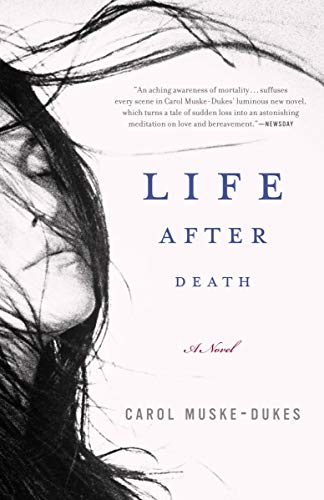 "An aching awareness of mortality... suffuses
every scene in Carol Muske-Dukes' luminous new novel,
which turns a tale of sudden loss into an astonishing
meditation on love and bereavement."—NEWSDAY
LIFE
AFTER
DEATH
A Novel
CAROL MUSKE-DUKES